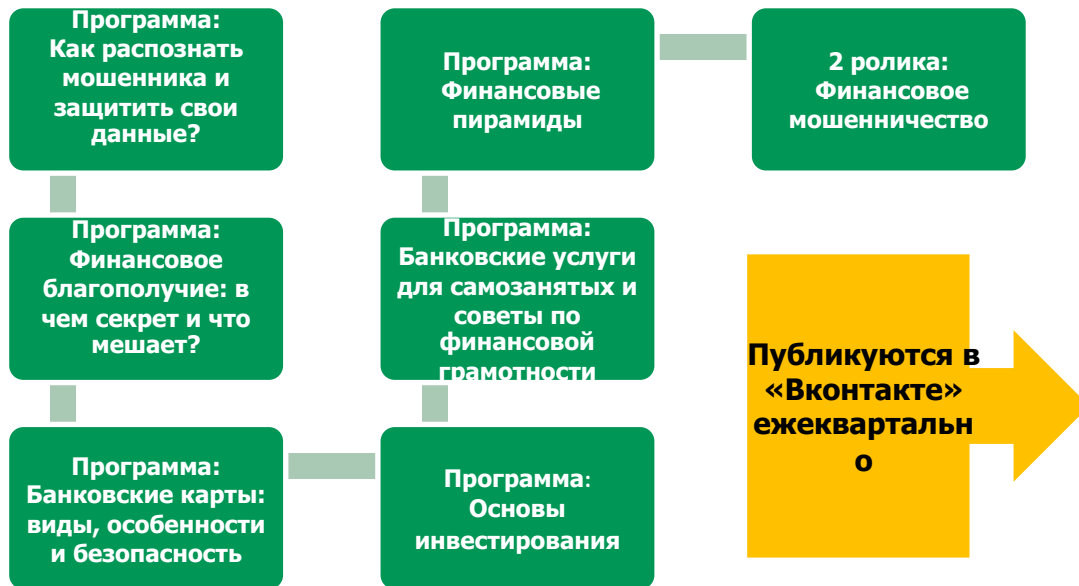 Программа:
Как распознать
мошенника и
защитить свои
данные?
Программа:
Финансовое
благополучие: в
чем секрет и что
мешает?
Программа:
Банковские карты:
виды, особенности
и безопасность
Программа:
Основы
инвестирования
Программа:
Банковские услуги
для самозанятых и
советы по
финансовой
грамотности
Программа:
Финансовые
пирамиды
2 ролика:
Финансовое
мошенничество
Публикуются в
«Вконтакте»
ежеквартальн
о